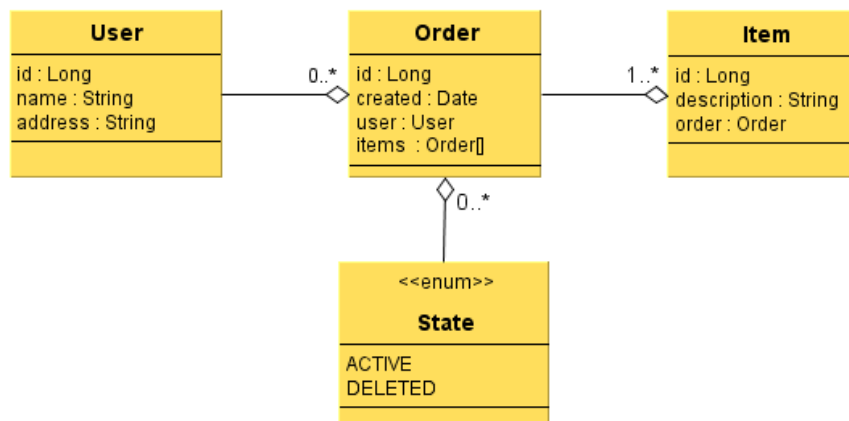 User
id : Long
name : String
address : String
0..*
Order
id : Long
created : Date
user : User
items : Order[]
1..*
Item
id : Long
description : String
order : Order
0..*
<<enum>>
State
ACTIVE
DELETED